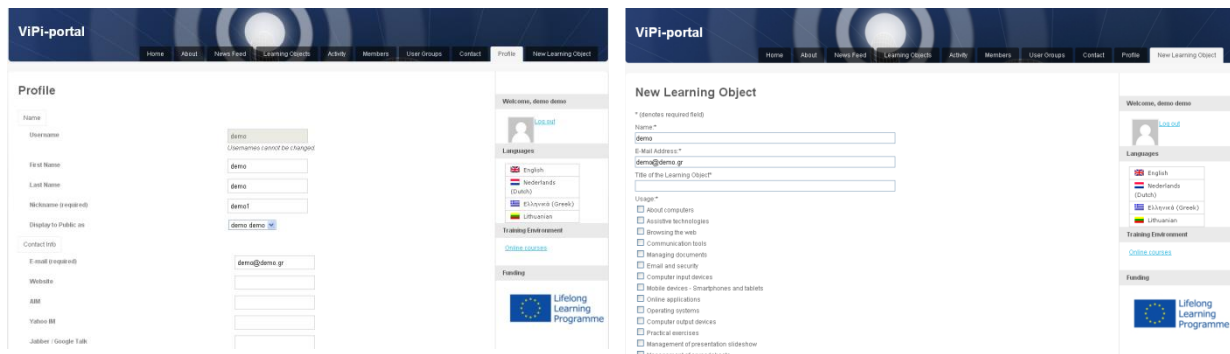 ViPi-portal
Home About News Feed Learning Objects Activity Members User Groups Contact Profile New Learning Object
Profile
Name
Username demo
Usernames cannot be changed.
First Name demo
Last Name demo
Nickname (required) demo1
Display to Public as demo demo
Contact Info
E-mail (required) demo@demo.gr
Website
AIM
Yahoo IM
Jabber / Google Talk
Welcome, demo demo
Log out
Languages
English
Nederlands
(Dutch)
Ελληνικά (Greek)
Lithuanian
Training Environment
Online courses
Funding
Lifelong
Learning
Programme
ViPi-portal
Home About News Feed Learning Objects Activity Members User Groups Contact Profile New Learning Object
New Learning Object
* (denotes required field)
Name:*
demo
E-Mail Address:*
demo@demo.gr
Title of the Learning Object*
Usage:*
About computers
Assistive technologies
Browsing the web
Communication tools
Managing documents
Email and security
Computer input devices
Mobile devices - Smartphones and tablets
Online applications
Operating systems
Computer output devices
Practical exercises
Management of presentation slideshow
Welcome, demo demo
Log out
Languages
English
Nederlands
(Dutch)
Ελληνικά (Greek)
Lithuanian
Training Environment
Online courses
Funding
Lifelong
Learning
Programme